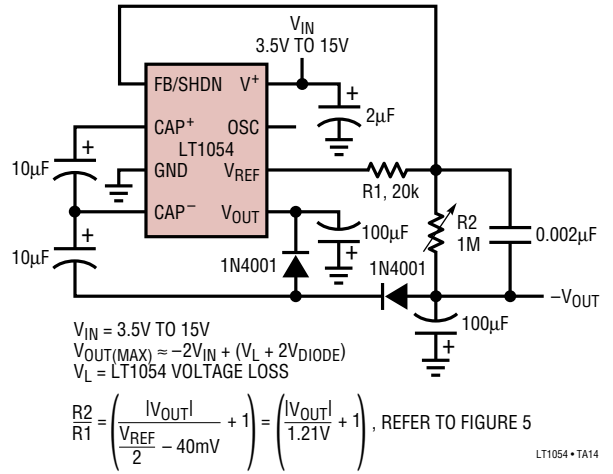 V_IN
3.5V TO 15V
FB/SHDN V+
+
2µF
CAP+ OSC
+
LT1054
10µF
GND V_REF
R1, 20k
CAP− V_OUT
R2
1M
0.002µF
+
10µF
100µF
+
1N4001
1N4001
−V_OUT
100µF
+
V_IN = 3.5V TO 15V
V_OUT(MAX) ≈ −2V_IN + (V_L + 2V_DIODE)
V_L = LT1054 VOLTAGE LOSS
R2/R1 = (|V_OUT| / (V_REF/2 − 40mV) + 1) = (|V_OUT| / 1.21V + 1) , REFER TO FIGURE 5
LT1054 • TA14